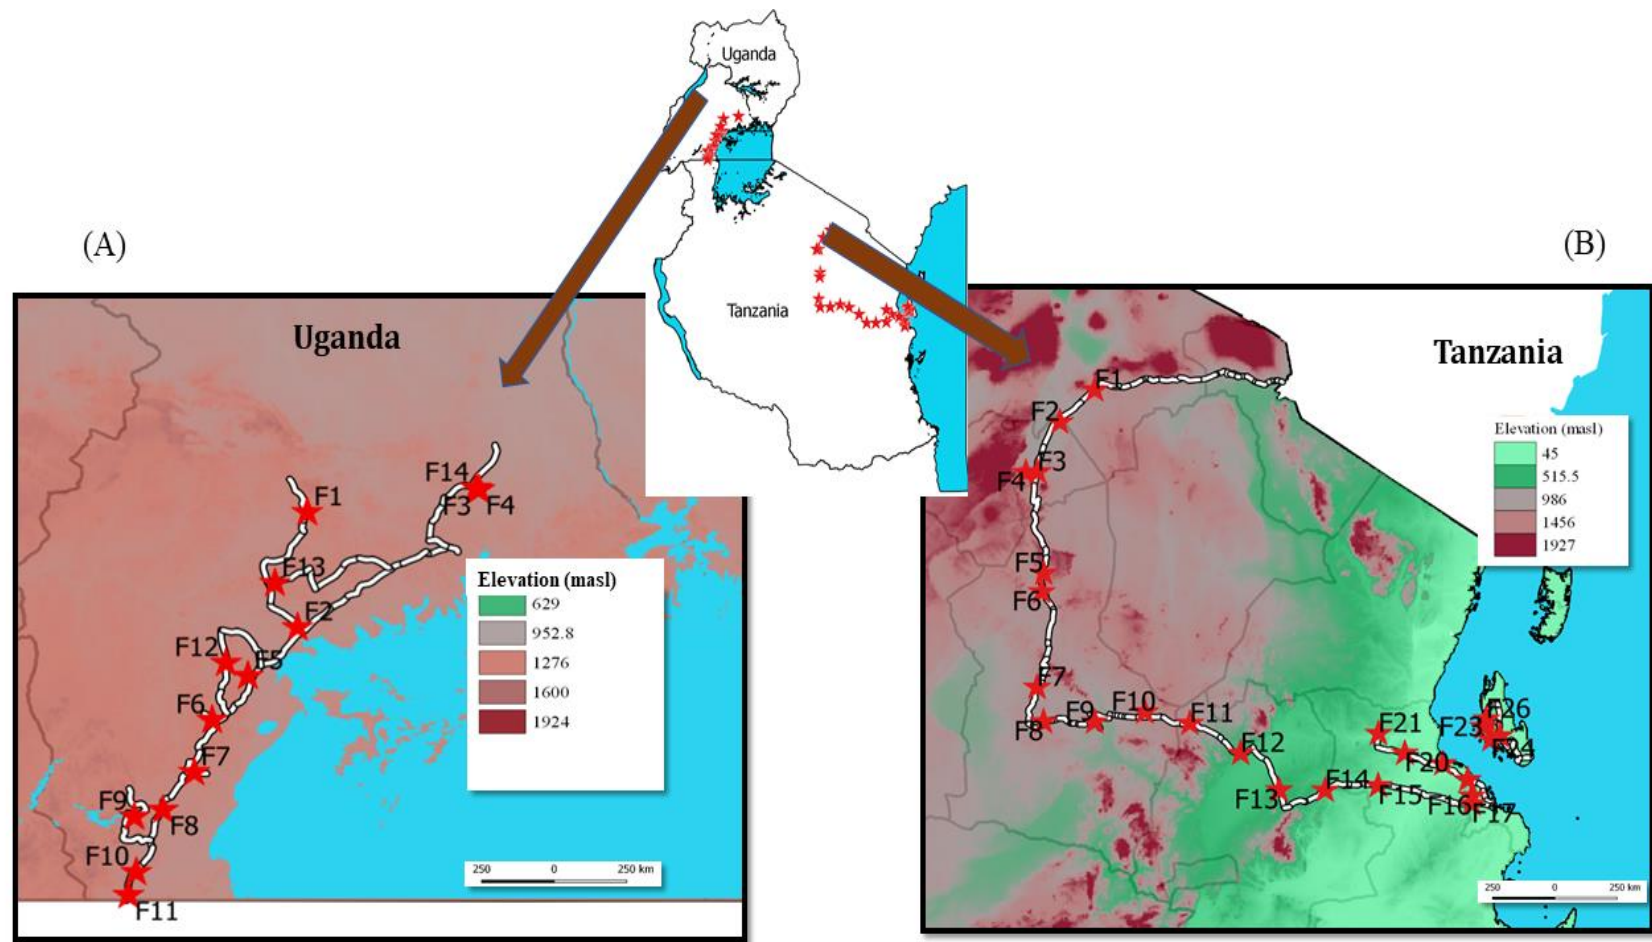 Uganda
(A)
(B)
Tanzania
Uganda
F14
F1
F3
F4
F13
F2
F12
F5
F6
F7
F9
F8
F10
F11
Elevation (masl)
629
952.8
1276
1600
1924
250 0 250 km
Tanzania
F1
F2
F3
F4
F5
F6
F7
F8
F9
F10
F11
F12
F13
F14
F15
F16
F17
F20
F21
F23
F26
F24
Elevation (masl)
45
515.5
986
1456
1927
250 0 250 km